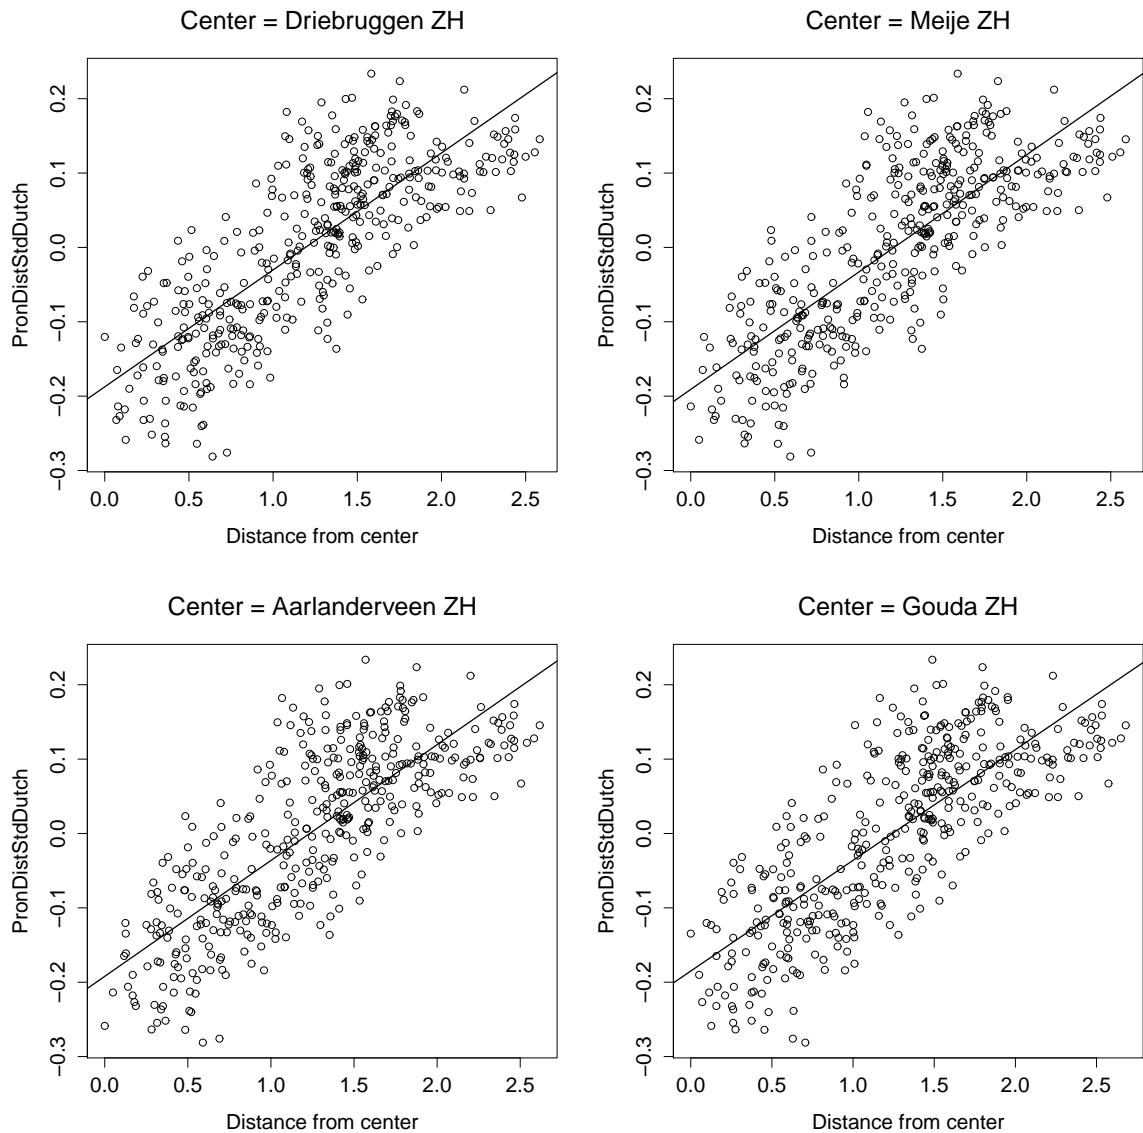 Center = Driebruggen ZH
PronDistStdDutch
0.2
0.1
0.0
−0.1
−0.2
−0.3
0.0 0.5 1.0 1.5 2.0 2.5
Distance from center
Center = Meije ZH
PronDistStdDutch
0.2
0.1
0.0
−0.1
−0.2
−0.3
0.0 0.5 1.0 1.5 2.0 2.5
Distance from center
Center = Aarlanderveen ZH
PronDistStdDutch
0.2
0.1
0.0
−0.1
−0.2
−0.3
0.0 0.5 1.0 1.5 2.0 2.5
Distance from center
Center = Gouda ZH
PronDistStdDutch
0.2
0.1
0.0
−0.1
−0.2
−0.3
0.0 0.5 1.0 1.5 2.0 2.5
Distance from center